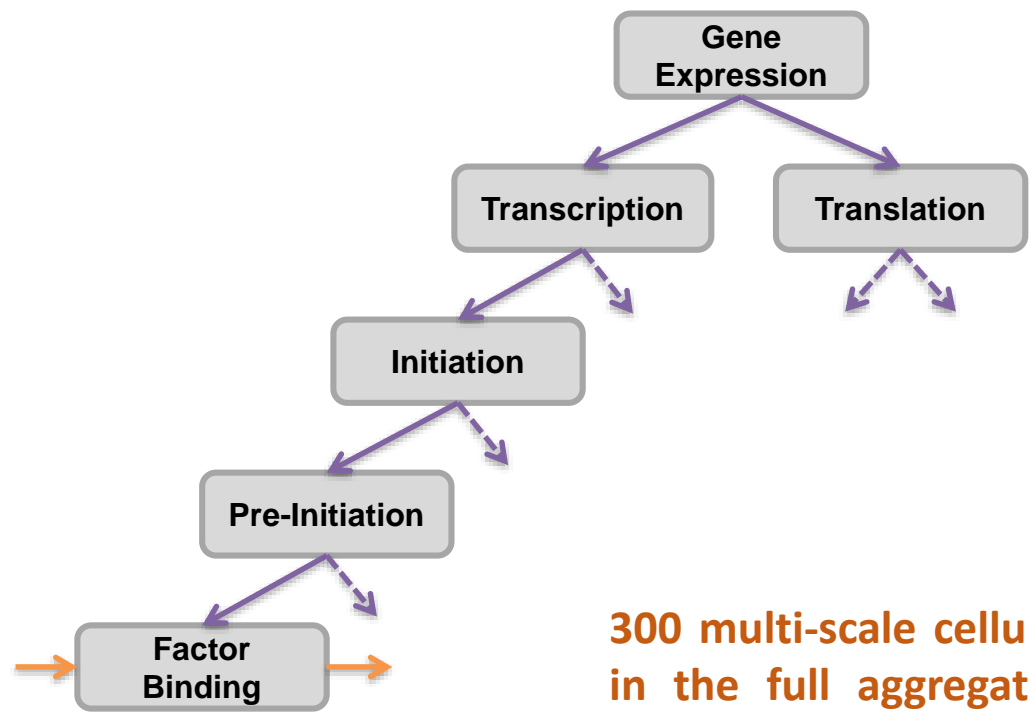 Gene
Expression
Transcription
Translation
Initiation
Pre-Initiation
Factor
Binding
300 multi-scale cellu
in the full aggregat